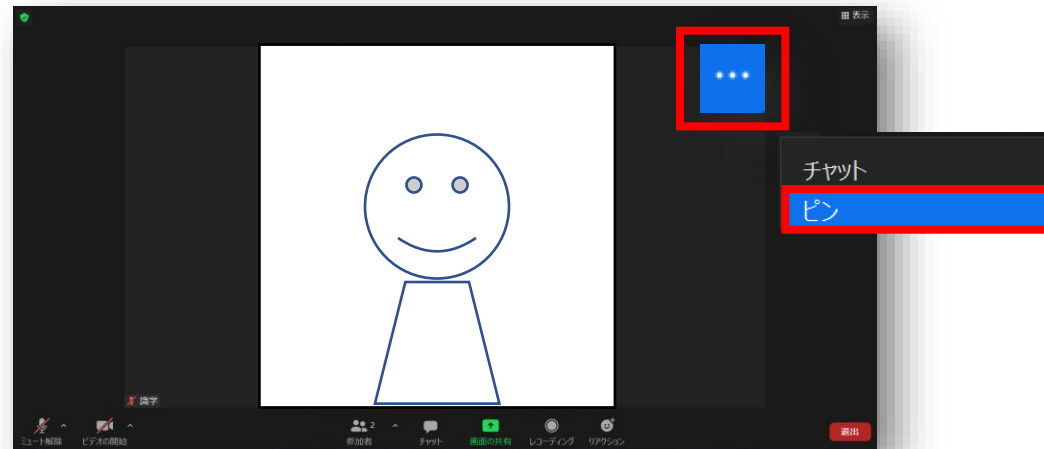 表示
チャット
ピン
識学
ミュート解除
ビデオの開始
2
参加者
チャット
画面の共有
レコーディング
リアクション
退出